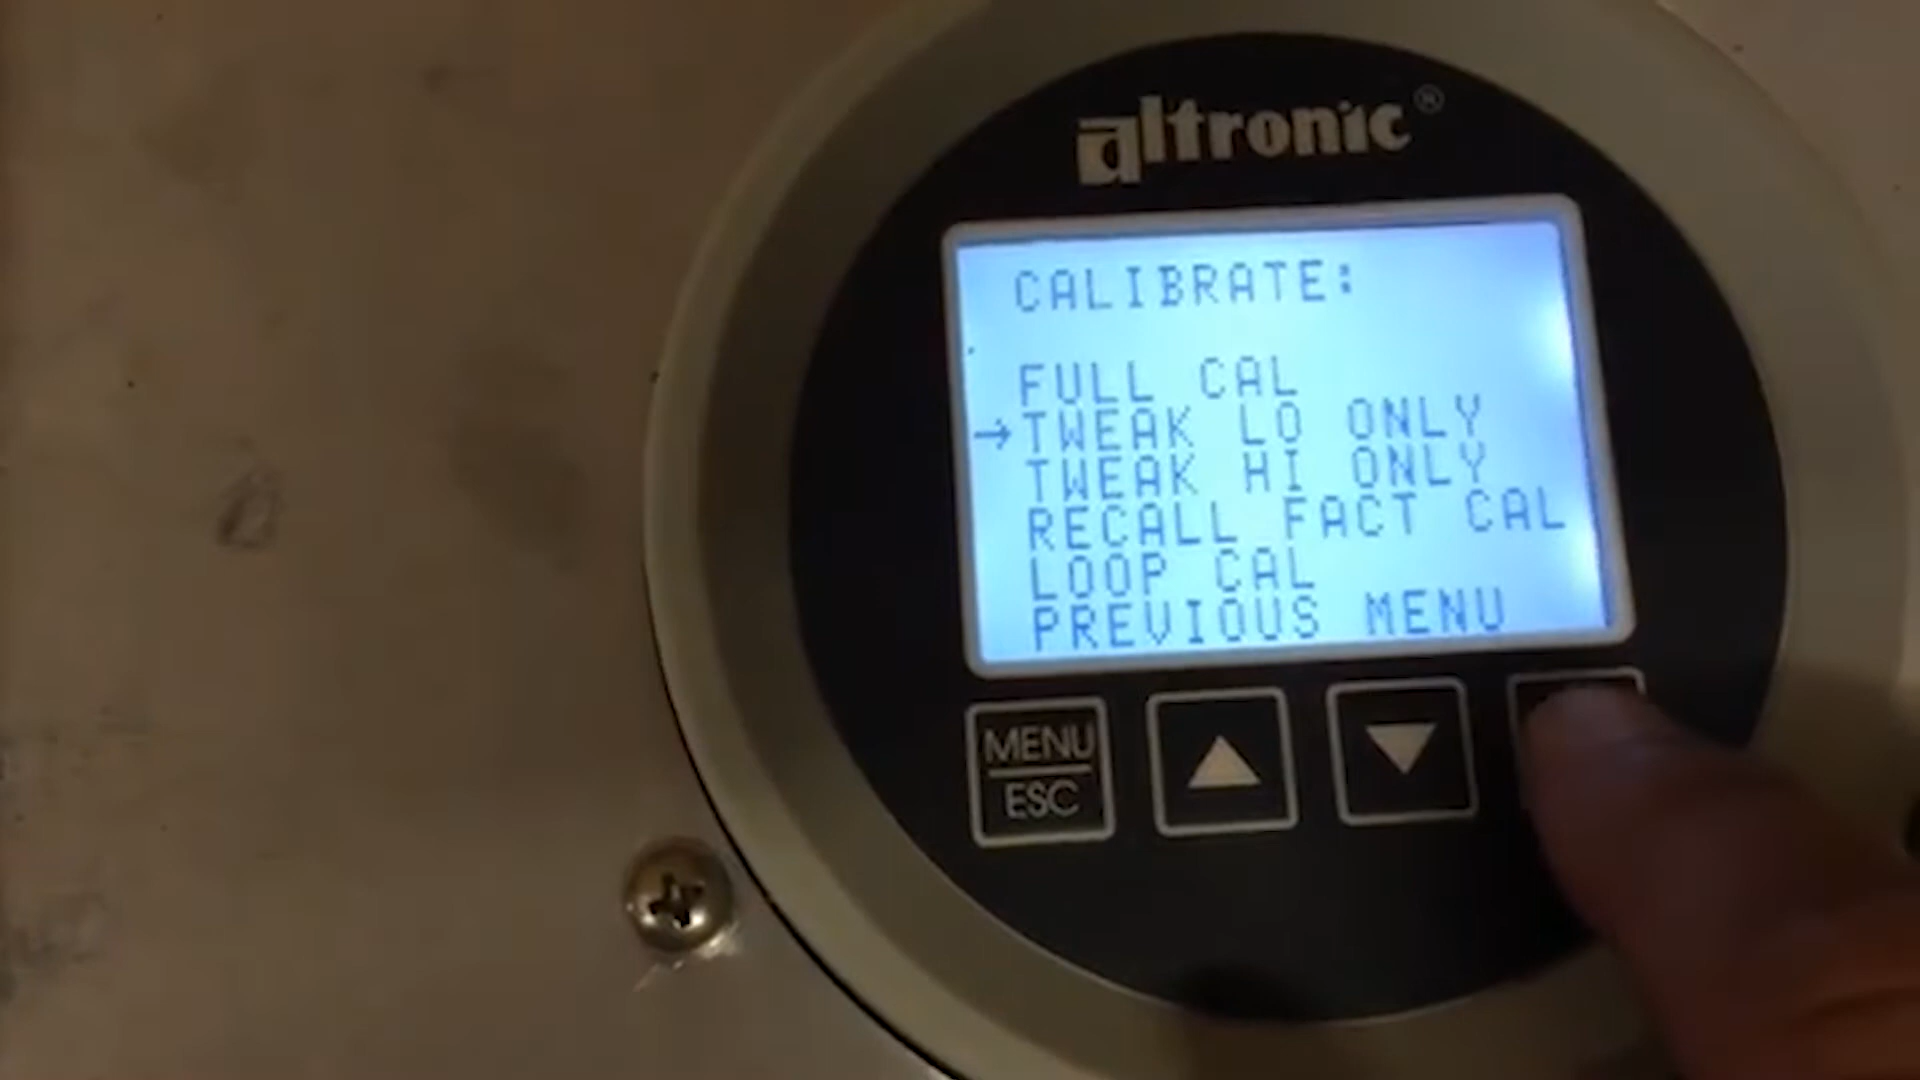 altronic®
CALIBRATE:
FULL CAL
→TWEAK LO ONLY
TWEAK HI ONLY
RECALL FACT CAL
LOOP CAL
PREVIOUS MENU
MENU
ESC